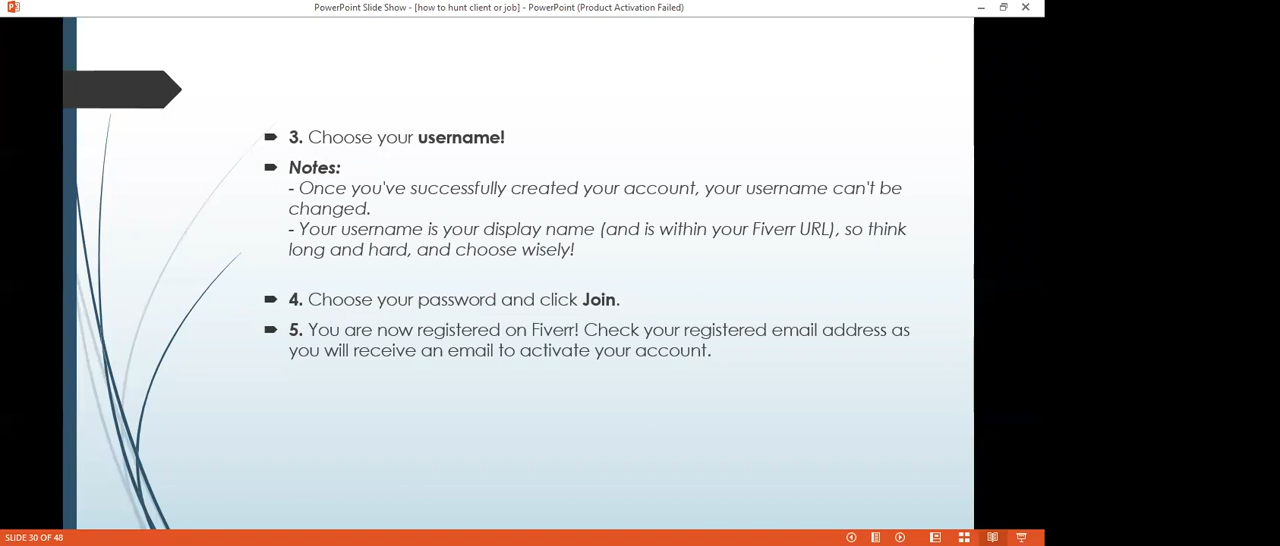 PowerPoint Slide Show - [how to hunt client or job] - PowerPoint (Product Activation Failed)
3. Choose your username!
Notes:
- Once you've successfully created your account, your username can't be
changed.
- Your username is your display name (and is within your Fiverr URL), so think
long and hard, and choose wisely!
4. Choose your password and click Join.
5. You are now registered on Fiverr! Check your registered email address as
you will receive an email to activate your account.
SLIDE 30 OF 48